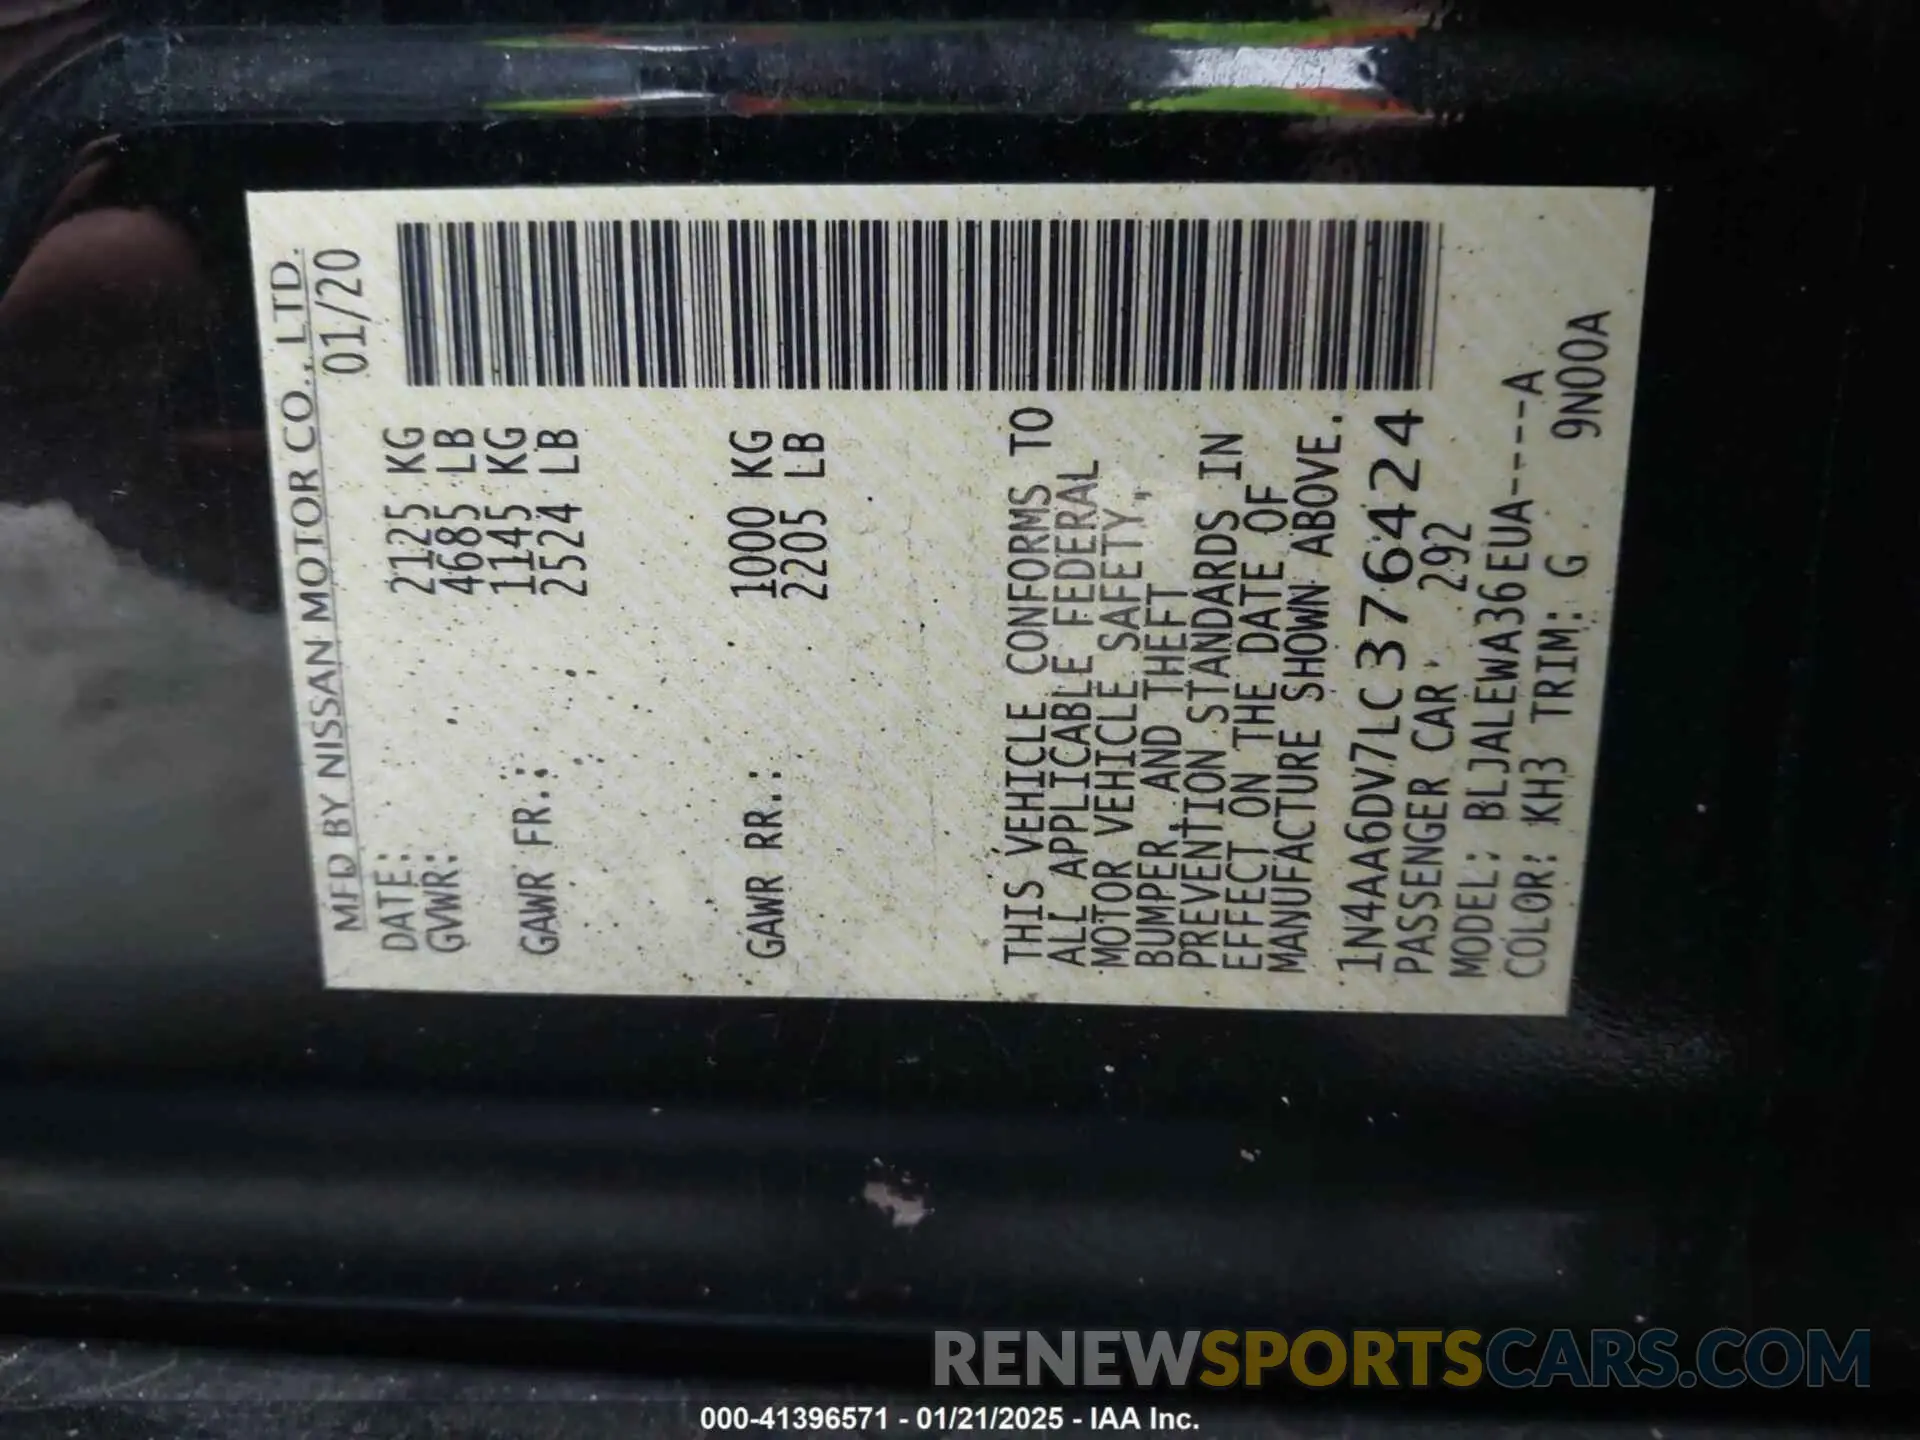 MFD BY NISSAN MOTOR CO., LTD.
DATE: 01/20
GVWR: 2125 KG
4685 LB
GAWR FR.: 1145 KG
2524 LB
GAWR RR.: 1000 KG
2205 LB
THIS VEHICLE CONFORMS TO
ALL APPLICABLE FEDERAL
MOTOR VEHICLE SAFETY,
BUMPER, AND THEFT
PREVENTION STANDARDS IN
EFFECT ON THE DATE OF
MANUFACTURE SHOWN ABOVE.
1N4AA6DV7LC376424
PASSENGER CAR 292
MODEL: BLJALEWA36EUA-----A
COLOR: KH3 TRIM: G 9N00A
RENEWSPORTSCARS.COM
000-41396571 - 01/21/2025 - IAA Inc.